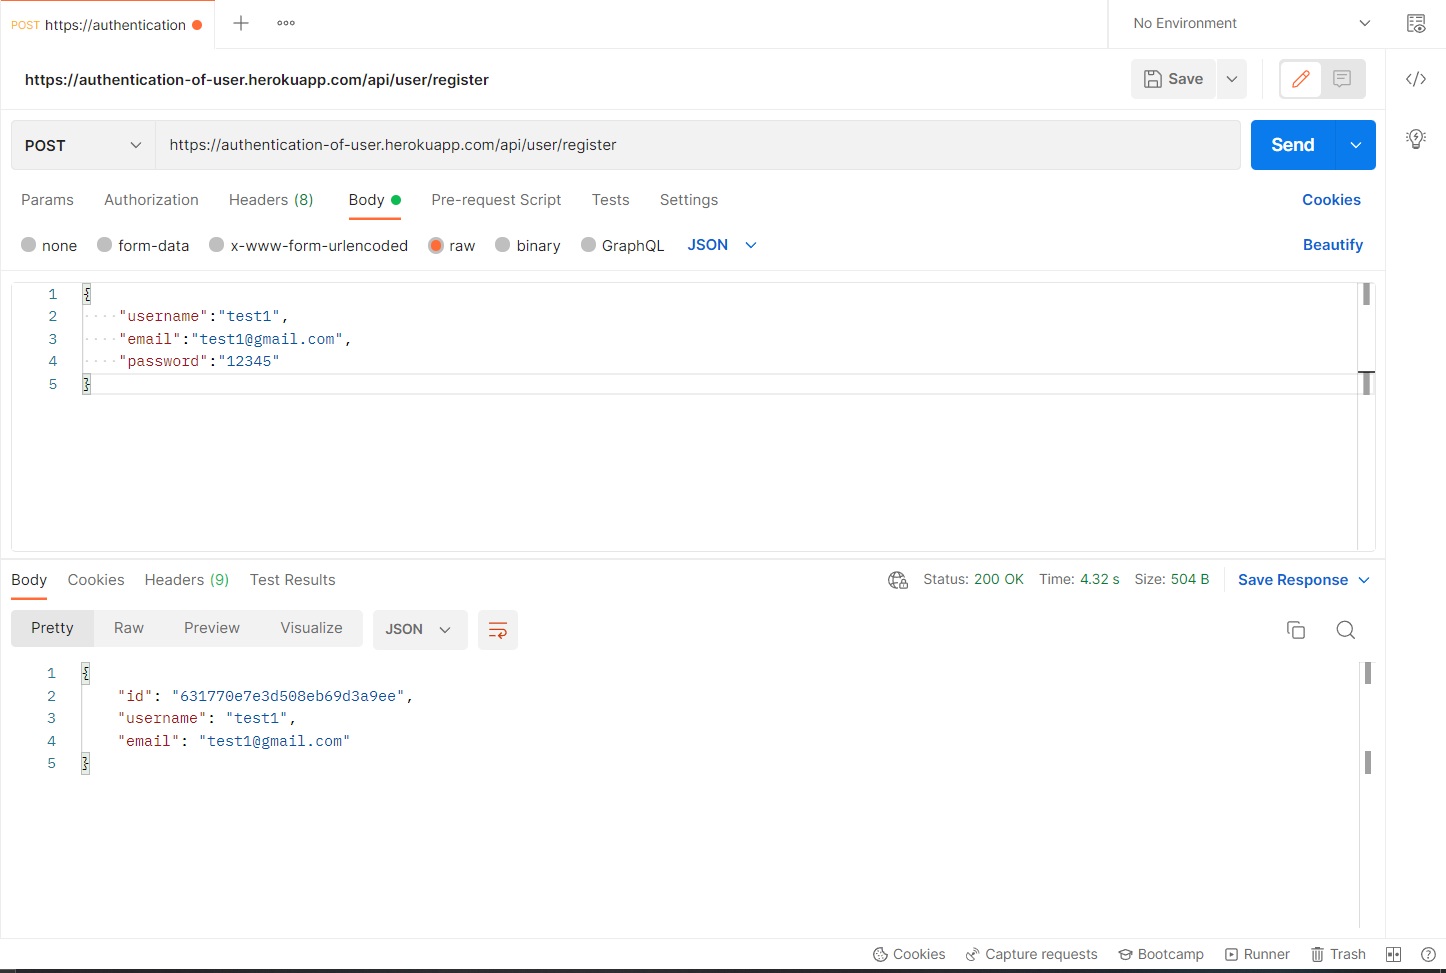 POST https://authentication
No Environment
https://authentication-of-user.herokuapp.com/api/user/register
Save
POST https://authentication-of-user.herokuapp.com/api/user/register Send
Params Authorization Headers (8) Body Pre-request Script Tests Settings Cookies
none form-data x-www-form-urlencoded raw binary GraphQL JSON Beautify
1 {
2 "username":"test1",
3 "email":"test1@gmail.com",
4 "password":"12345"
5 }
Body Cookies Headers (9) Test Results Status: 200 OK Time: 4.32 s Size: 504 B Save Response
Pretty Raw Preview Visualize JSON
1 {
2 "id": "631770e7e3d508eb69d3a9ee",
3 "username": "test1",
4 "email": "test1@gmail.com"
5 }
Cookies Capture requests Bootcamp Runner Trash